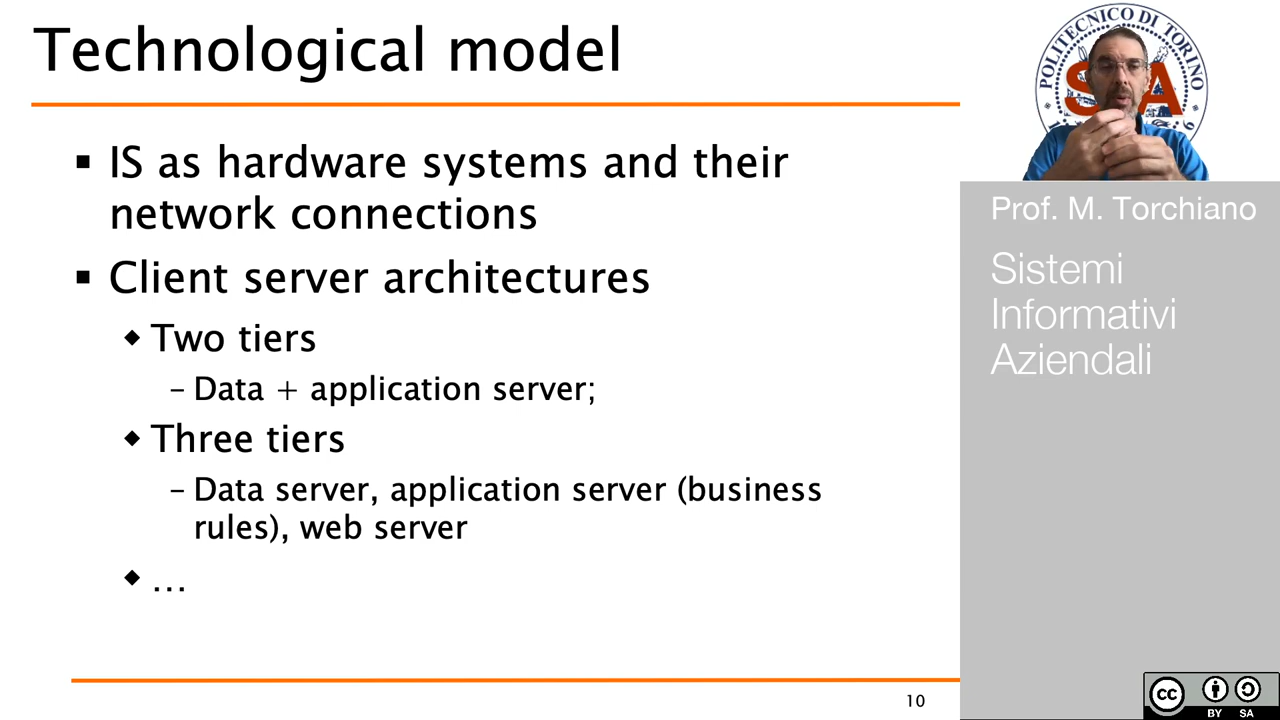 Technological model
▪ IS as hardware systems and their
network connections
▪ Client server architectures
◆ Two tiers
– Data + application server;
◆ Three tiers
– Data server, application server (business
rules), web server
◆ …
10
POLITECNICO DI TORINO
S A
Prof. M. Torchiano
Sistemi
Informativi
Aziendali
cc
BY SA